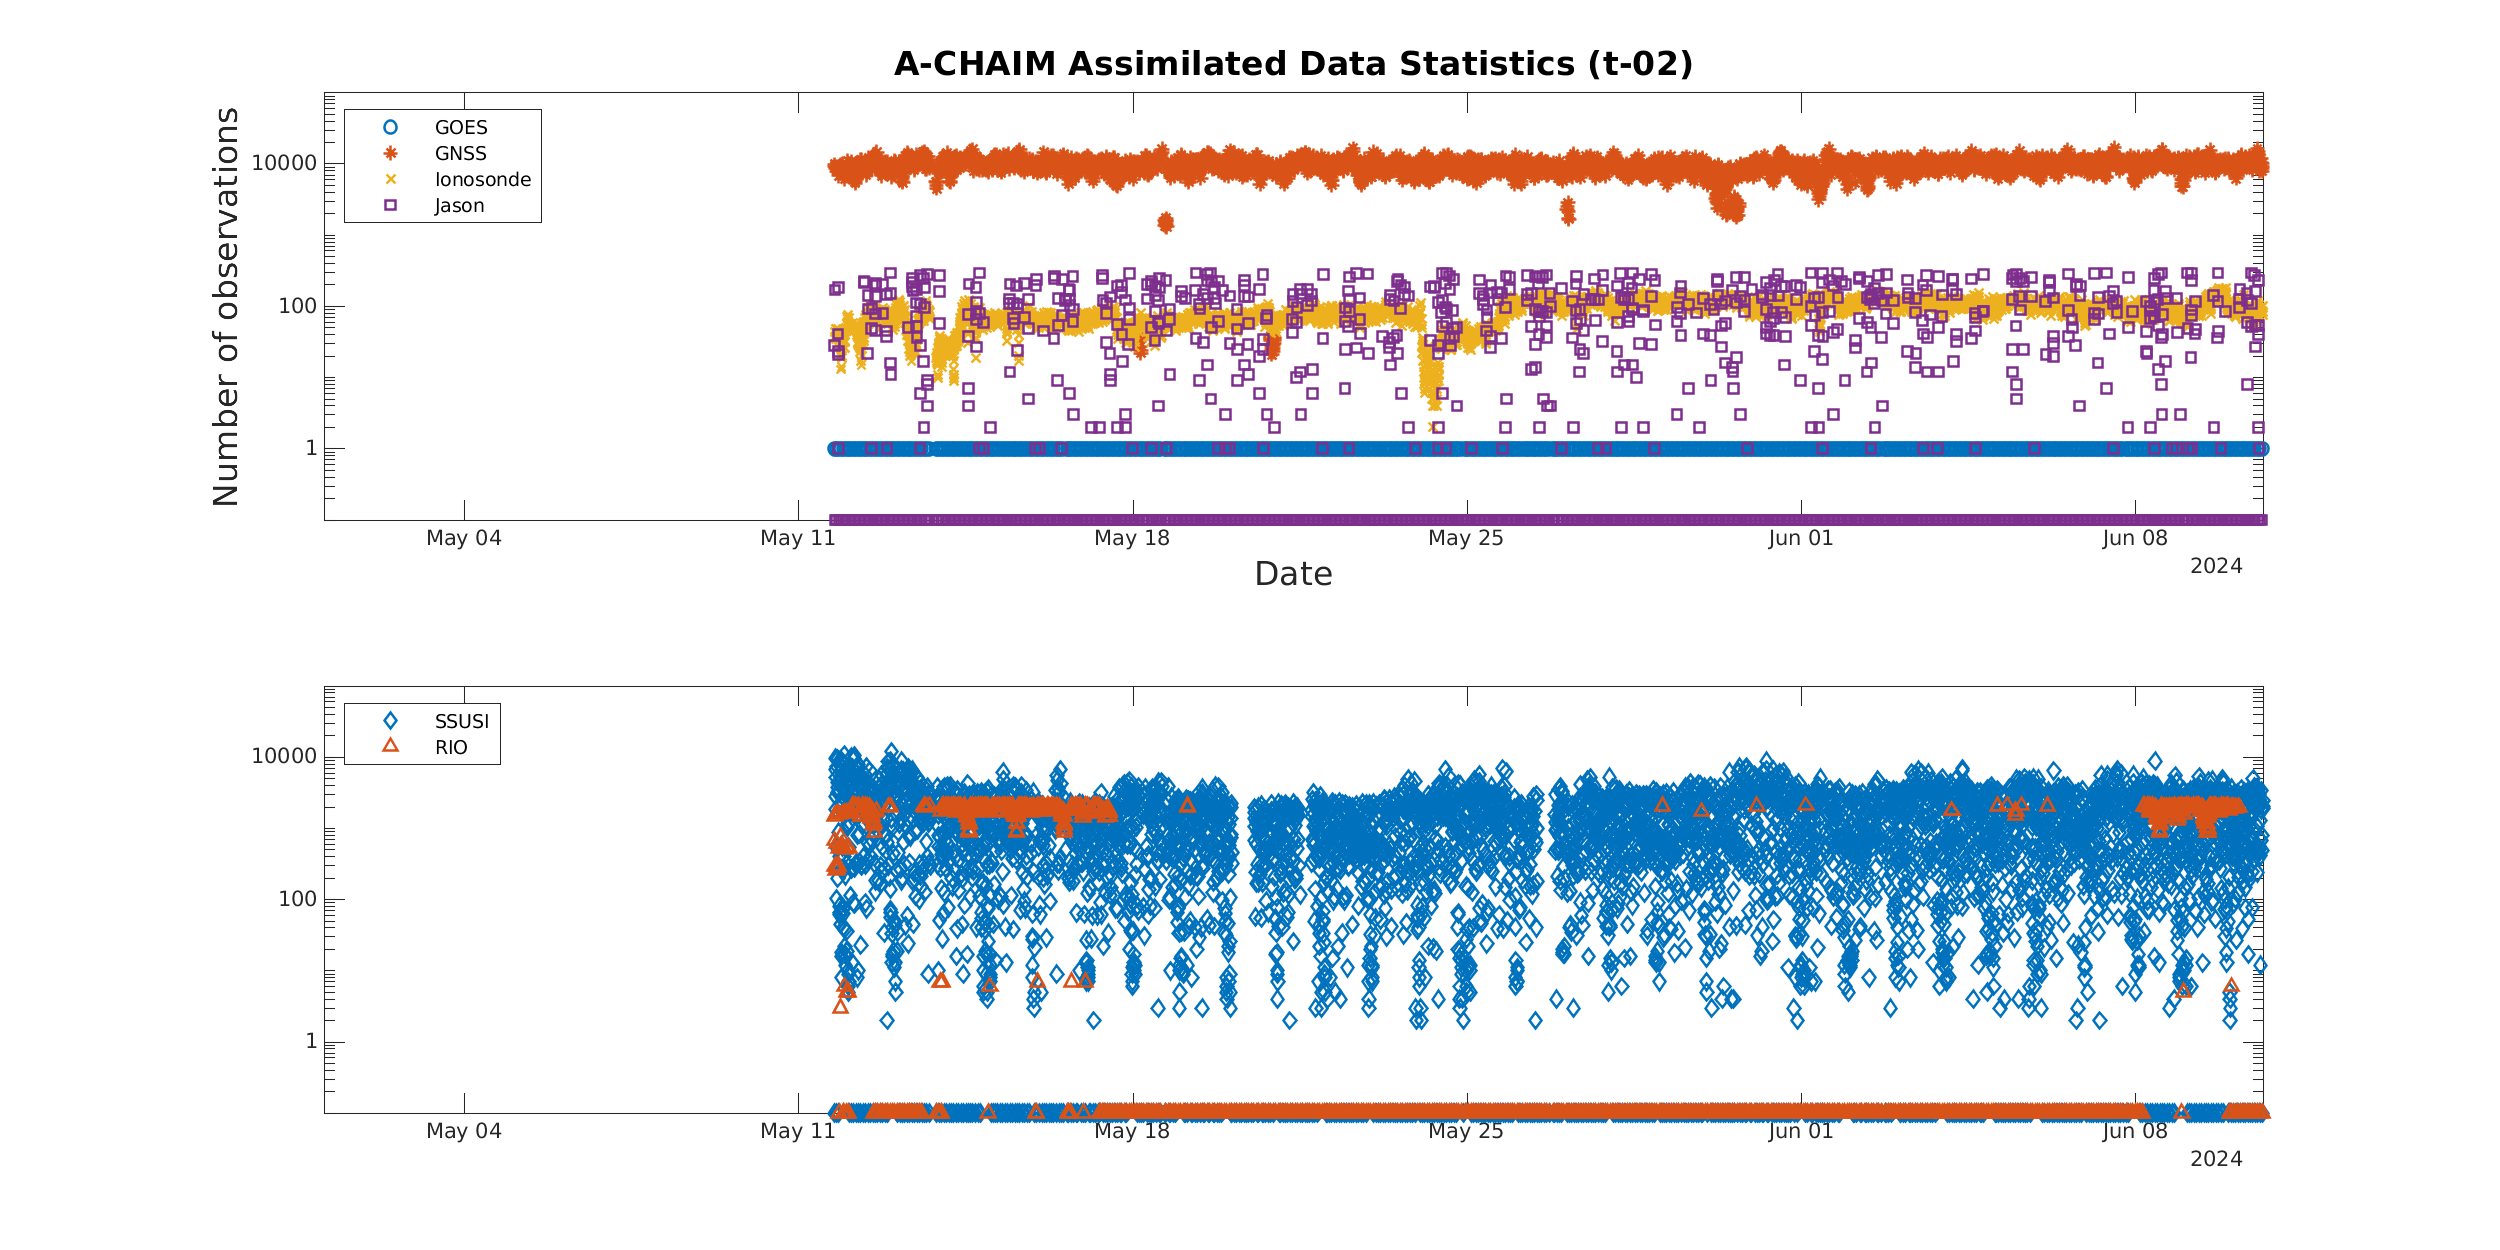 A-CHAIM Assimilated Data Statistics (t-02)
Number of observations
10000
100
1
GOES
GNSS
Ionosonde
Jason
May 04
May 11
May 18
May 25
Jun 01
Jun 08
2024
Date
10000
100
1
SSUSI
RIO
May 04
May 11
May 18
May 25
Jun 01
Jun 08
2024